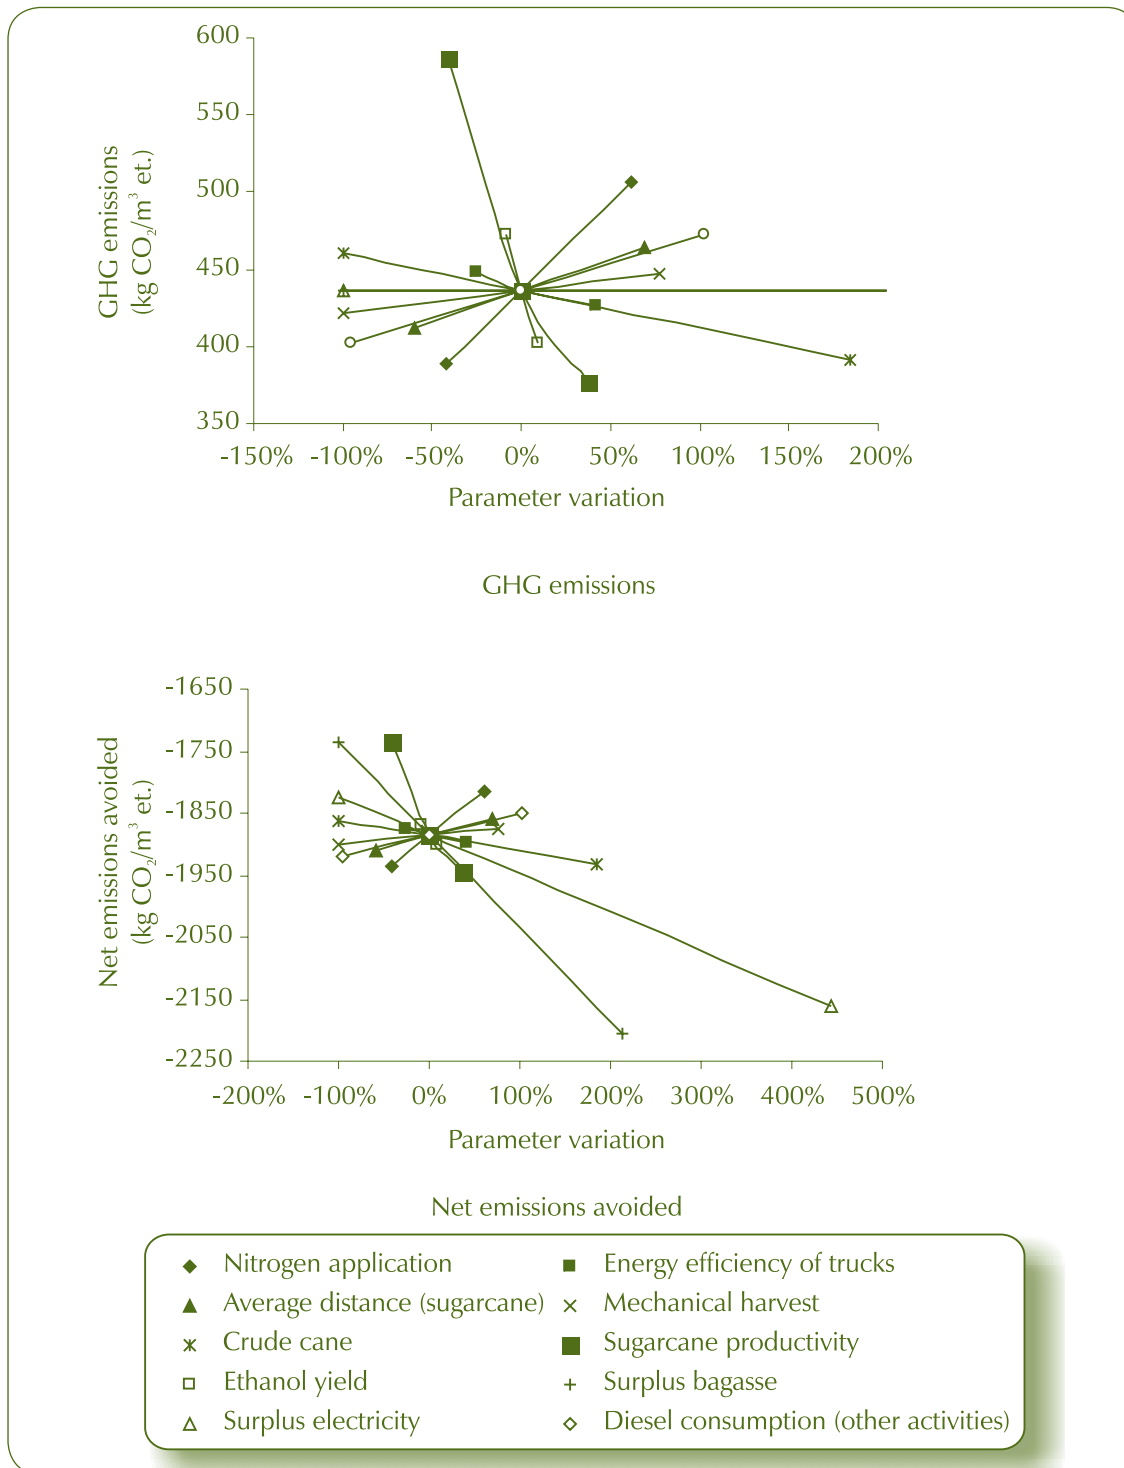 600
550
500
450
400
350
GHG emissions
(kg CO₂/m³ et.)
-150% -100% -50% 0% 50% 100% 150% 200%
Parameter variation
GHG emissions
-1650
-1750
-1850
-1950
-2050
-2150
-2250
Net emissions avoided
(kg CO₂/m³ et.)
-200% -100% 0% 100% 200% 300% 400% 500%
Parameter variation
Net emissions avoided
Nitrogen application
Energy efficiency of trucks
Average distance (sugarcane)
Mechanical harvest
Crude cane
Sugarcane productivity
Ethanol yield
Surplus bagasse
Surplus electricity
Diesel consumption (other activities)